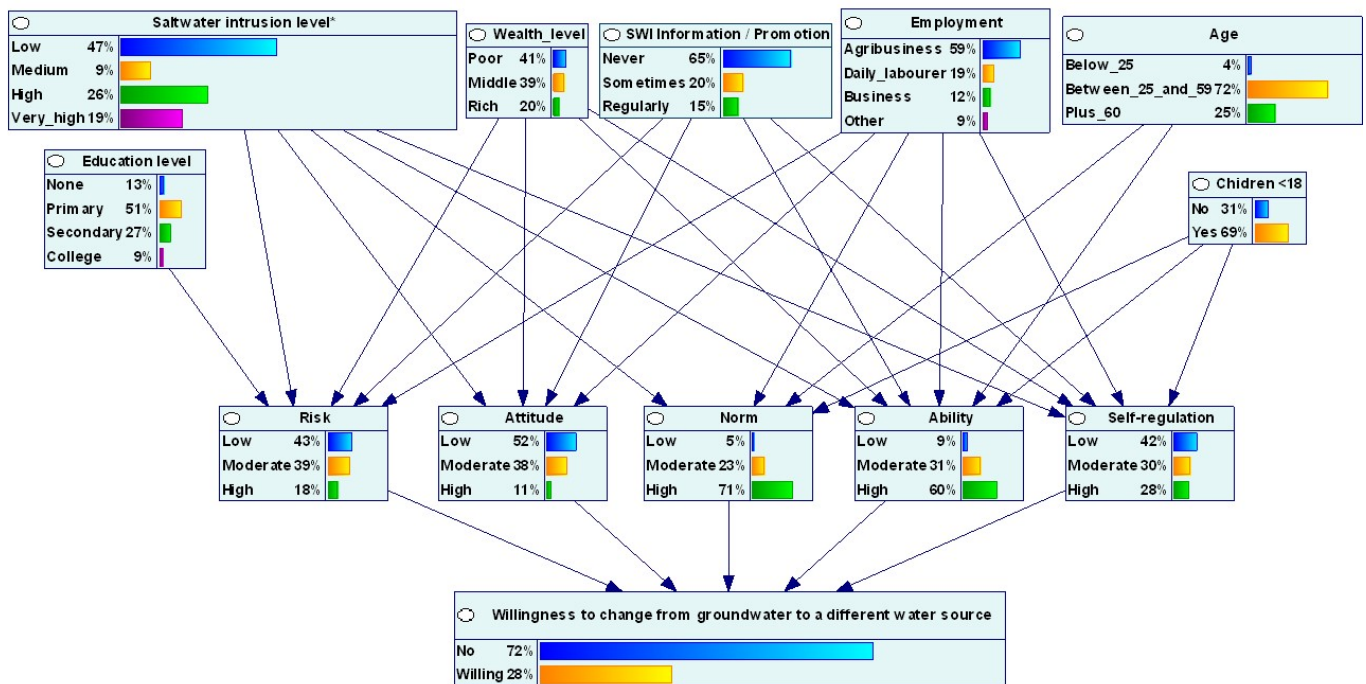 Saltwater intrusion level*
Low 47%
Medium 9%
High 26%
Very_high 19%
Wealth_level
Poor 41%
Middle 39%
Rich 20%
SWI Information / Promotion
Never 65%
Sometimes 20%
Regularly 15%
Employment
Agribusiness 59%
Daily_labourer 19%
Business 12%
Other 9%
Age
Below_25 4%
Between_25_and_59 72%
Plus_60 25%
Education level
None 13%
Primary 51%
Secondary 27%
College 9%
Chidren <18
No 31%
Yes 69%
Risk
Low 43%
Moderate 39%
High 18%
Attitude
Low 52%
Moderate 38%
High 11%
Norm
Low 5%
Moderate 23%
High 71%
Ability
Low 9%
Moderate 31%
High 60%
Self-regulation
Low 42%
Moderate 30%
High 28%
Willingness to change from groundwater to a different water source
No 72%
Willing 28%